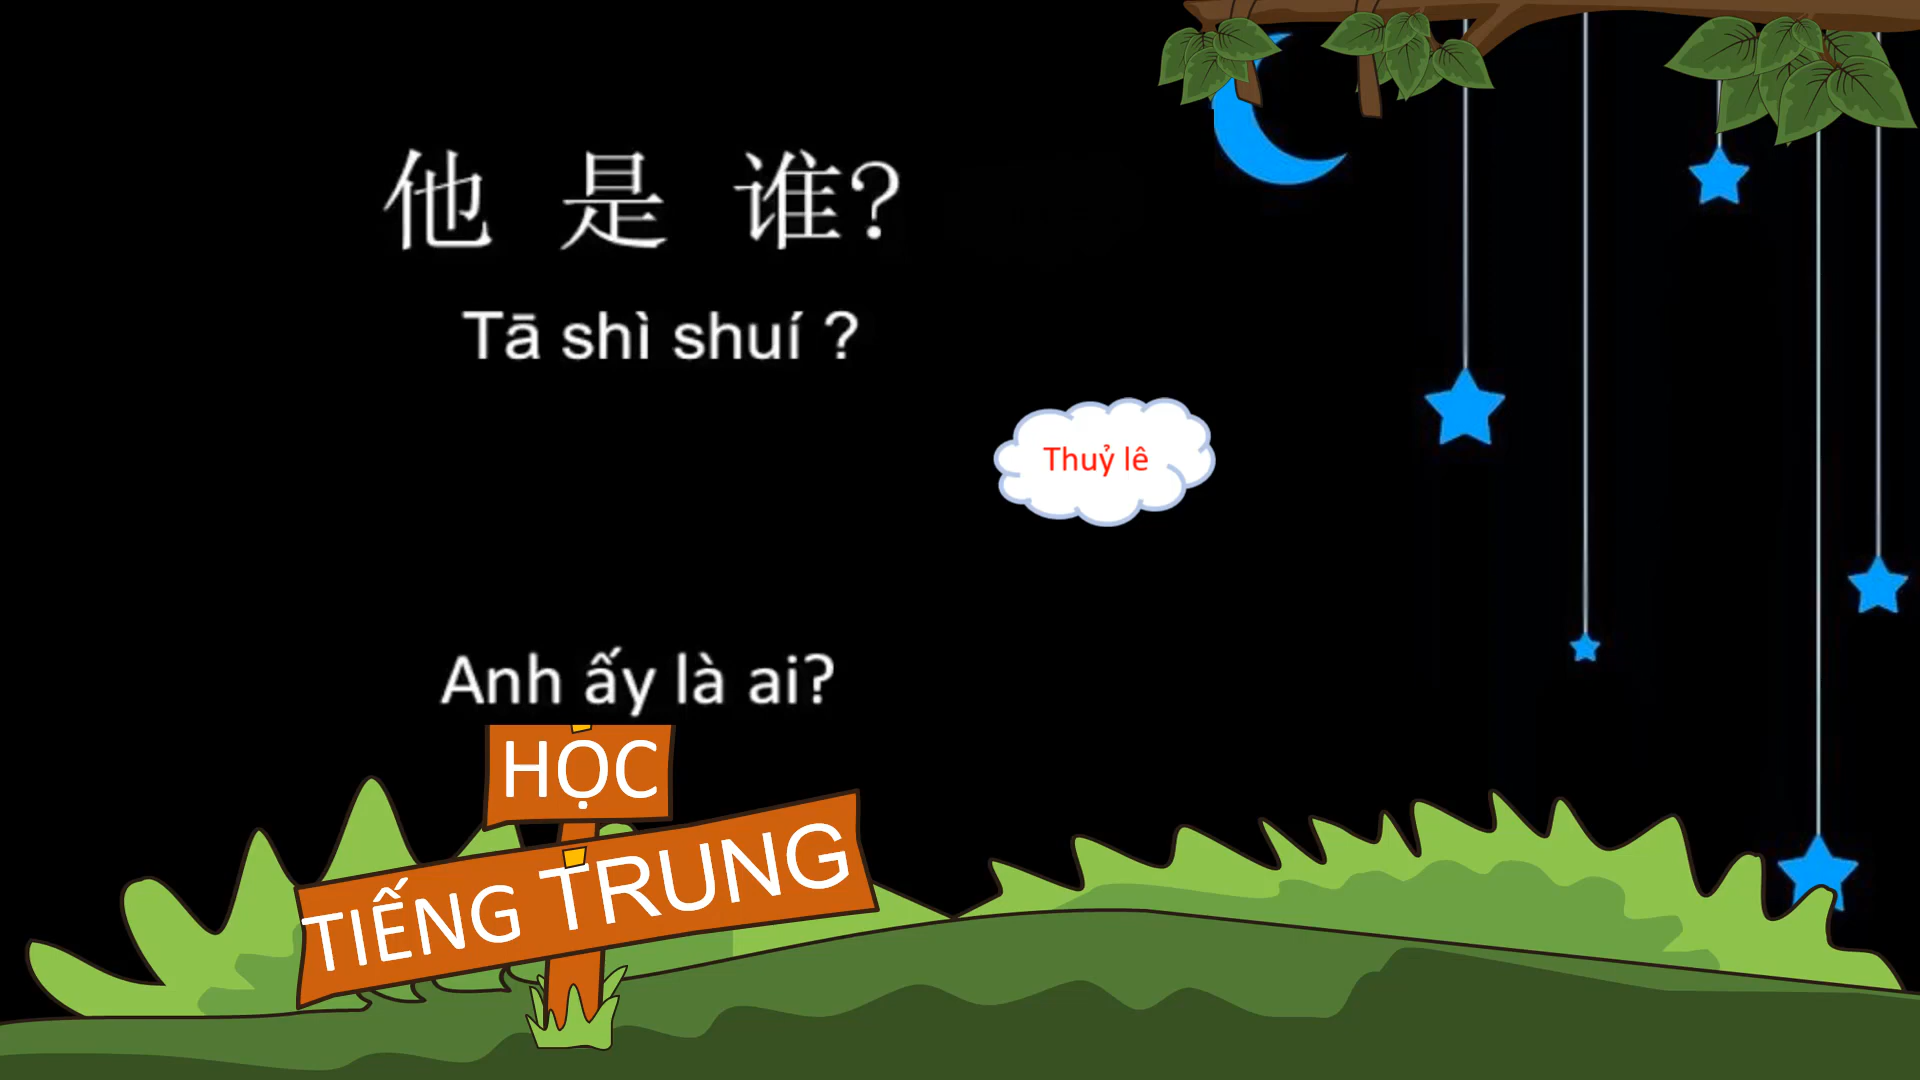 他 是 谁?
Tā shì shuí ?
Thuỷ lê
Anh ấy là ai?
HỌC
TIẾNG TRUNG